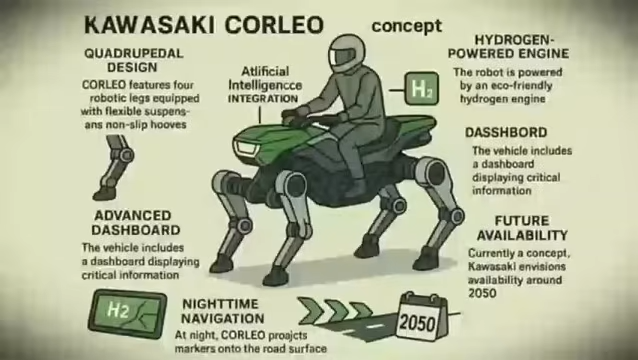 KAWASAKI CORLEO concept
QUADRUPEDAL
DESIGN
CORLEO features four
robotic legs equipped
with flexible suspens-
ans non-slip hooves
Atlificial
Intelligencce
INTEGRATION
HYDROGEN-
POWERED ENGINE
H2
The robot is powered
by an eco-friendly
hydrogen engine
DASSHBORD
The vehicle includes
a dashboard
displaying critical
information
ADVANCED
DASHBOARD
The vehicle includes
a dashboard displaying
critical information
H2
FUTURE
AVAILABILITY
Currently a concept,
Kawasaki envisions
availability around
2050
NIGHTTIME
NAVIGATION
At night, CORLEO proajcts
markers onto the road surface
2050